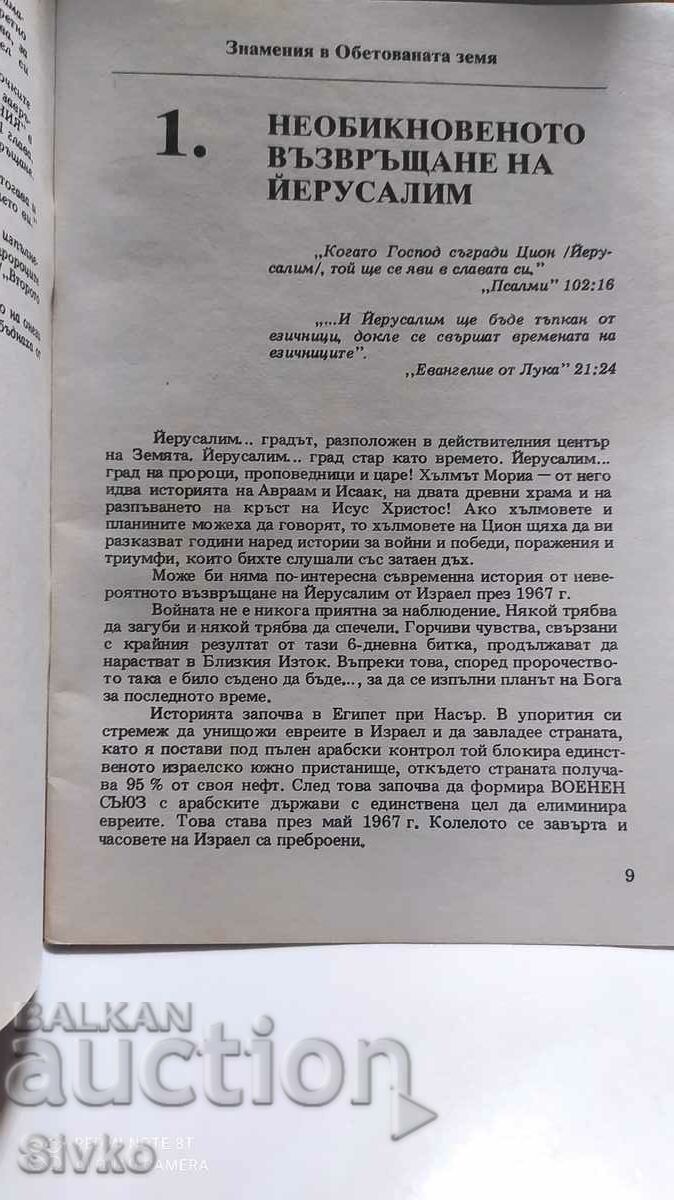 Знамения в Обетованата земя
1. НЕОБИКНОВЕНОТО
ВЪЗВРЪЩАНЕ НА
ЙЕРУСАЛИМ
„Когато Господ съгради Цион /Йеру-
салим/, той ще се яви в славата си."
„Псалми" 102:16
„...И Йерусалим ще бъде тъпкан от
езичници, докле се свършат времената на
езичниците".
„Евангелие от Лука" 21:24
Йерусалим... градът, разположен в действителния център
на Земята. Йерусалим... град стар като времето. Йерусалим...
град на пророци, проповедници и царе! Хълмът Мориа — от него
идва историята на Авраам и Исаак, на двата древни храма и на
разпъването на кръст на Исус Христос! Ако хълмовете и
планините можеха да говорят, то хълмовете на Цион щяха да ви
разказват години наред истории за войни и победи, поражения и
триумфи, които бихте слушали със затаен дъх.
Може би няма по-интересна съвременна история от неве-
роятното възвръщане на Йерусалим от Израел през 1967 г.
Войната не е никога приятна за наблюдение. Някой трябва
да загуби и някой трябва да спечели. Горчиви чувства, свързани
с крайния резултат от тази 6-дневна битка, продължават да
нарастват в Близкия Изток. Въпреки това, според пророчество-
то така е било съдено да бъде..., за да се изпълни планът на Бога
за последното време.
Историята започва в Египет при Насър. В упорития си
стремеж да унищожи евреите в Израел и да завладее страната,
като я постави под пълен арабски контрол той блокира единст-
веното израелско южно пристанище, откъдето страната получа-
ва 95 % от своя нефт. След това започва да формира ВОЕНЕН
СЪЮЗ с арабските държави с единствена цел да елиминира
евреите. Това става през май 1967 г. Колелото се завърта и
часовете на Израел са преброени.
9
BALKAN
auction
REDMI NOTE 8T
CAMERA
Sivko